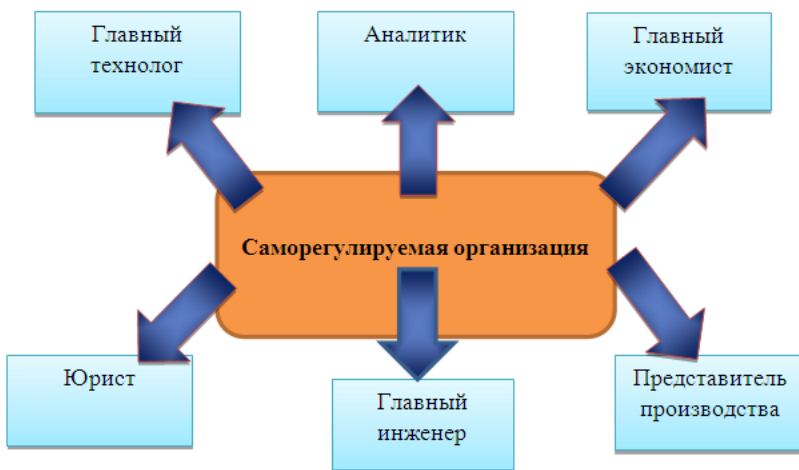 Главный
технолог
Аналитик
Главный
экономист
Саморегулируемая организация
Юрист
Главный
инженер
Представитель
производства